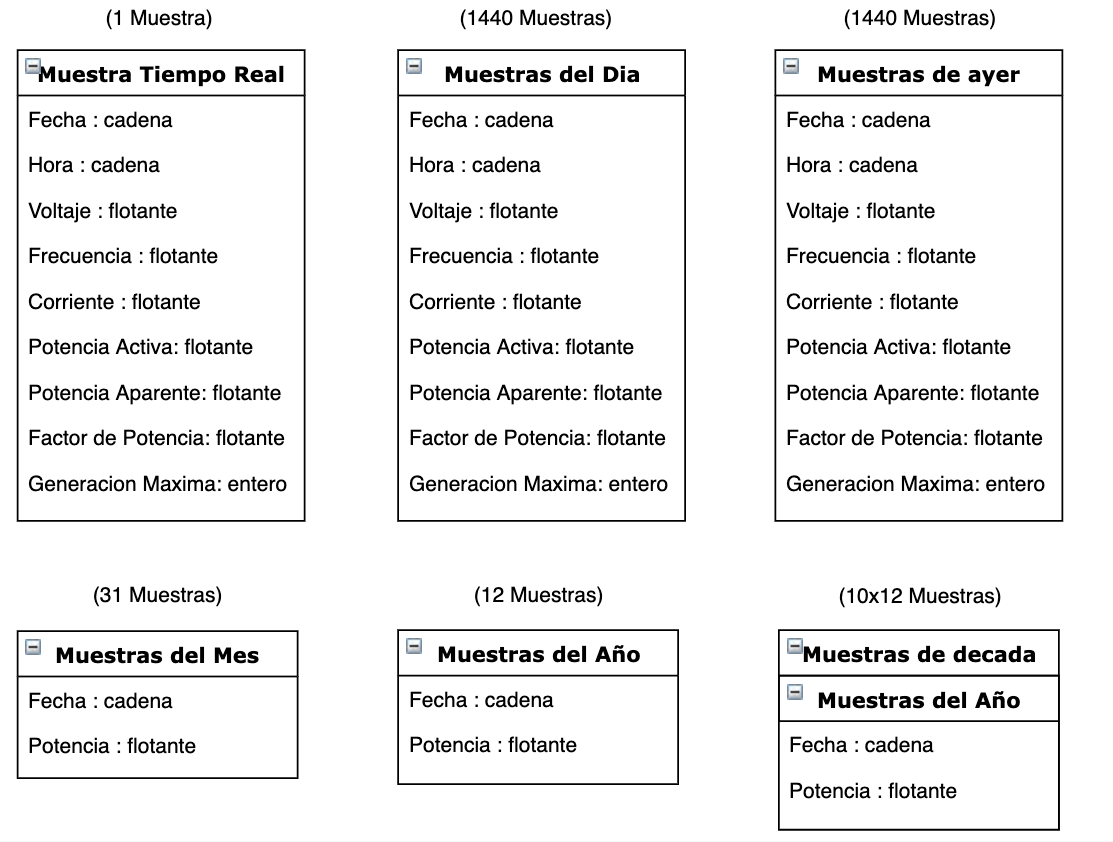 (1 Muestra)
(1440 Muestras)
(1440 Muestras)
Muestra Tiempo Real
Fecha : cadena
Hora : cadena
Voltaje : flotante
Frecuencia : flotante
Corriente : flotante
Potencia Activa: flotante
Potencia Aparente: flotante
Factor de Potencia: flotante
Generacion Maxima: entero
Muestras del Dia
Fecha : cadena
Hora : cadena
Voltaje : flotante
Frecuencia : flotante
Corriente : flotante
Potencia Activa: flotante
Potencia Aparente: flotante
Factor de Potencia: flotante
Generacion Maxima: entero
Muestras de ayer
Fecha : cadena
Hora : cadena
Voltaje : flotante
Frecuencia : flotante
Corriente : flotante
Potencia Activa: flotante
Potencia Aparente: flotante
Factor de Potencia: flotante
Generacion Maxima: entero
(31 Muestras)
(12 Muestras)
(10x12 Muestras)
Muestras del Mes
Fecha : cadena
Potencia : flotante
Muestras del Año
Fecha : cadena
Potencia : flotante
Muestras de decada
Muestras del Año
Fecha : cadena
Potencia : flotante